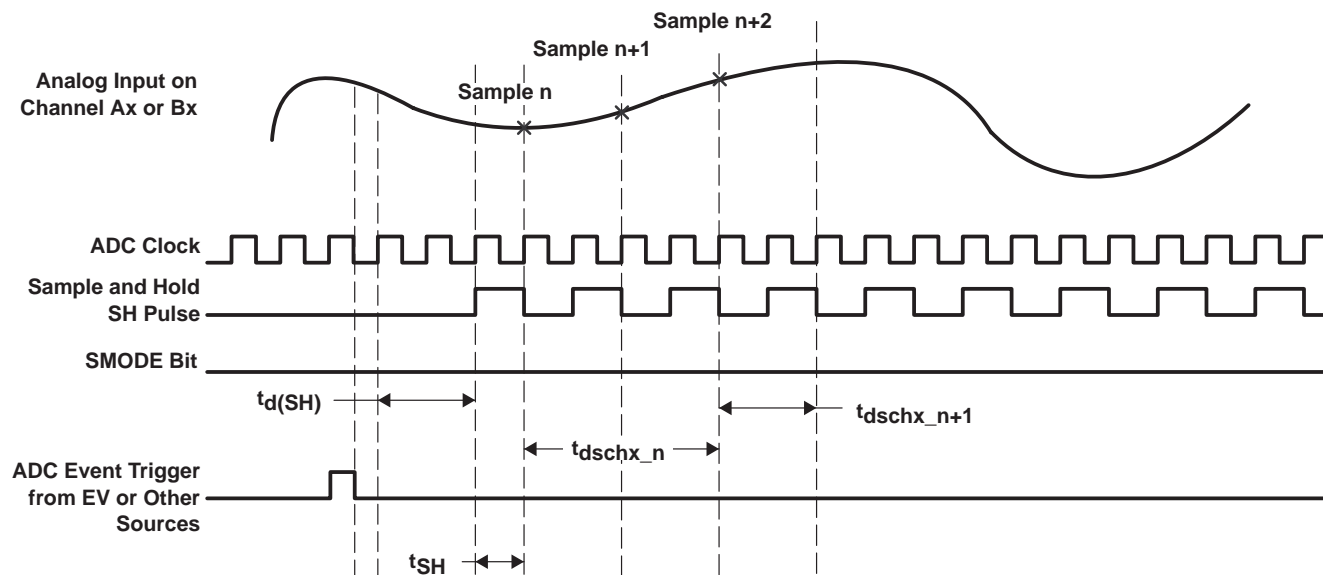 Sample n+2
Sample n+1
Analog Input on
Channel Ax or Bx
Sample n
ADC Clock
Sample and Hold
SH Pulse
SMODE Bit
td(SH)
tdschx_n+1
tdschx_n
ADC Event Trigger
from EV or Other
Sources
tSH